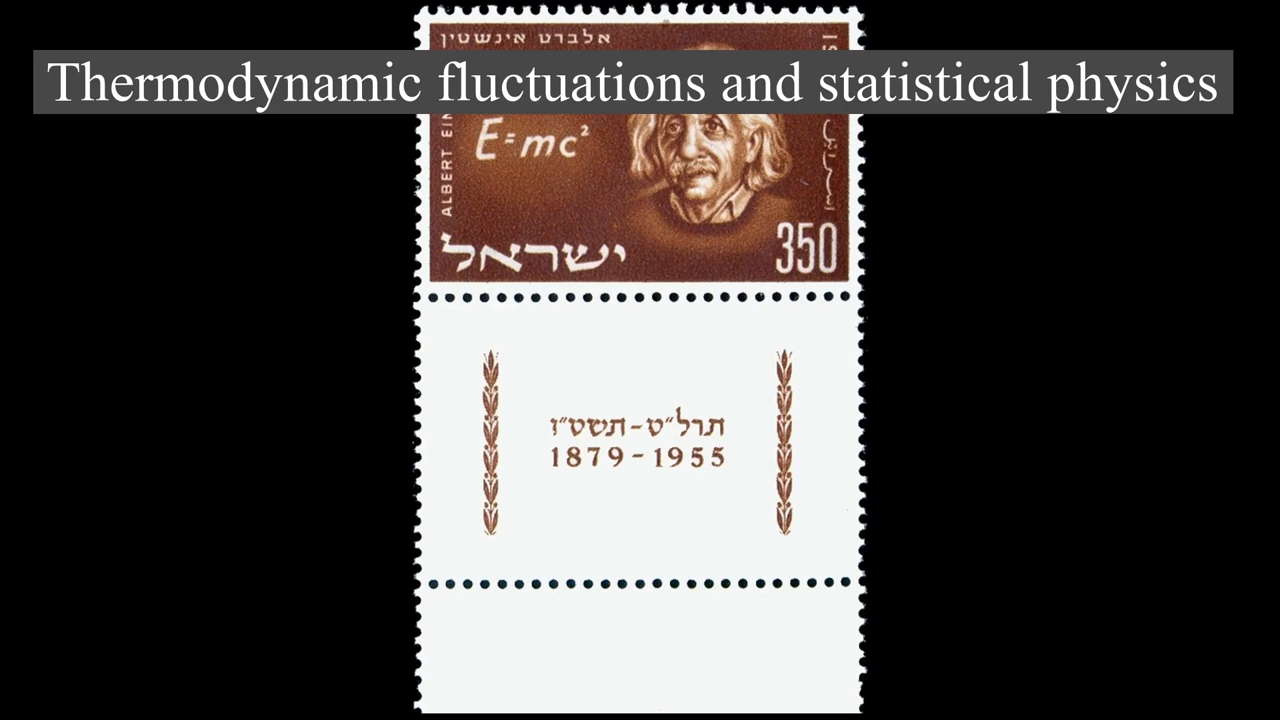 Thermodynamic fluctuations and statistical physics
אלברט אינשטין
ALBERT EIN
E=mc²
ישראל
350
תרל"ט-תשט"ו
1879-1955